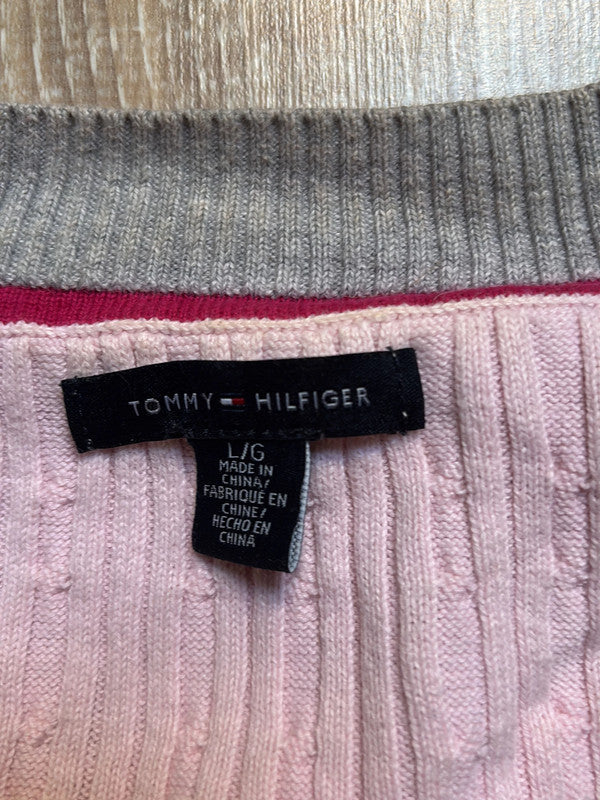 TOMMY HILFIGER
L/G
MADE IN
CHINA/
FABRIQUÉ EN
CHINE/
HECHO EN
CHINA